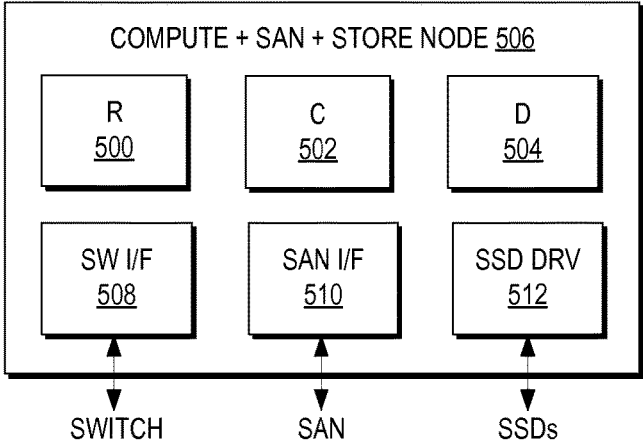 COMPUTE + SAN + STORE NODE 506
R
500
C
502
D
504
SW I/F
508
SAN I/F
510
SSD DRV
512
SWITCH
SAN
SSDs